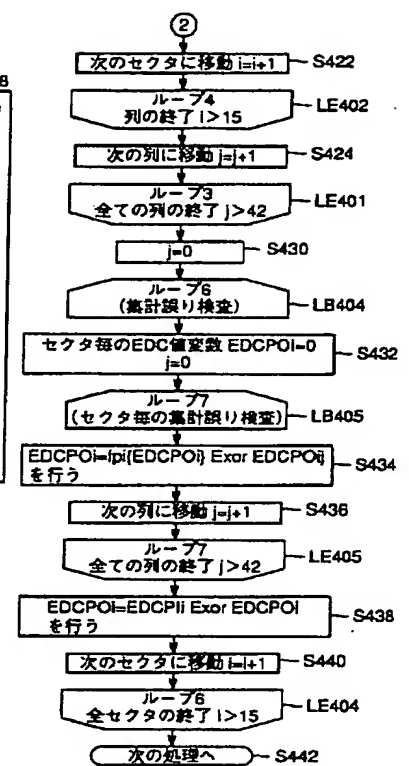 2
8
次のセクタに移動 i=i+1
S422
ループ4
列の終了 i>15
LE402
次の列に移動 j=j+1
S424
ループ3
全ての列の終了 j>42
LE401
j=0
S430
ループ6
(集計誤り検査)
LB404
セクタ毎のEDC値変数 EDCPOi=0
j=0
S432
ループ7
(セクタ毎の集計誤り検査)
LB405
EDCPOi=fpi{EDCPOi} Exor EDCPOij
を行う
S434
次の列に移動 j=j+1
S436
ループ7
全ての列の終了 j>42
LE405
EDCPOi=EDCPIi Exor EDCPOi
を行う
S438
次のセクタに移動 i=i+1
S440
ループ6
全セクタの終了 i>15
LE404
次の処理へ
S442